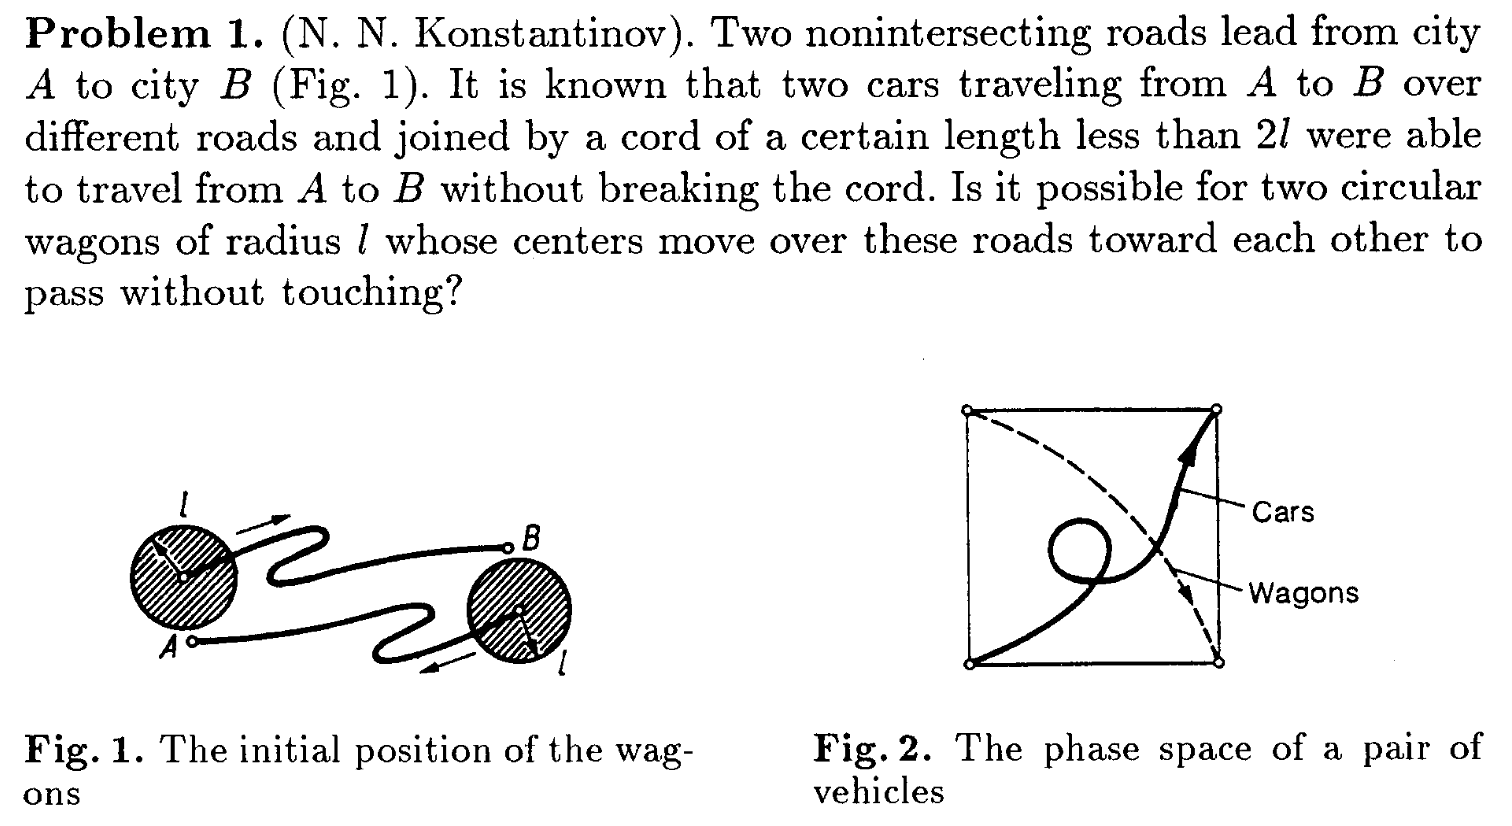 Problem 1. (N. N. Konstantinov). Two nonintersecting roads lead from city
A to city B (Fig. 1). It is known that two cars traveling from A to B over
different roads and joined by a cord of a certain length less than 2l were able
to travel from A to B without breaking the cord. Is it possible for two circular
wagons of radius l whose centers move over these roads toward each other to
pass without touching?
l
B
A
l
Cars
Wagons
Fig. 1. The initial position of the wag-
ons
Fig. 2. The phase space of a pair of
vehicles